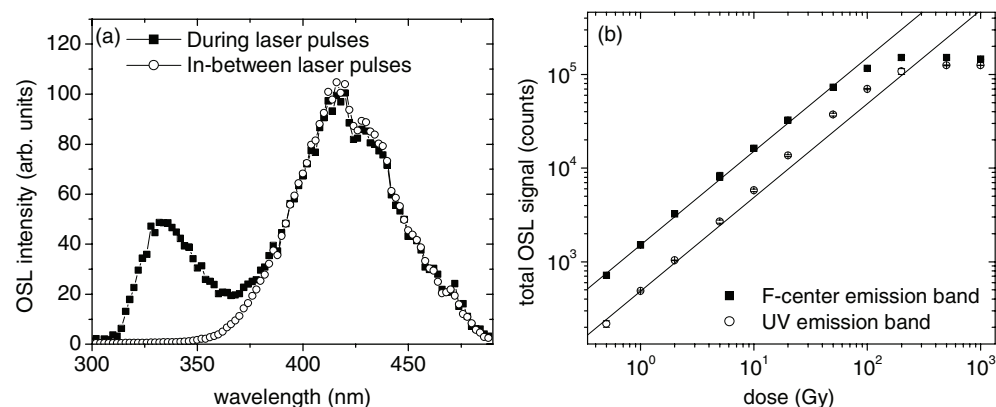 (a)
During laser pulses
In-between laser pulses
OSL intensity (arb. units)
120
100
80
60
40
20
0
300
350
400
450
wavelength (nm)
(b)
total OSL signal (counts)
10^5
10^4
10^3
F-center emission band
UV emission band
10^0
10^1
10^2
10^3
dose (Gy)